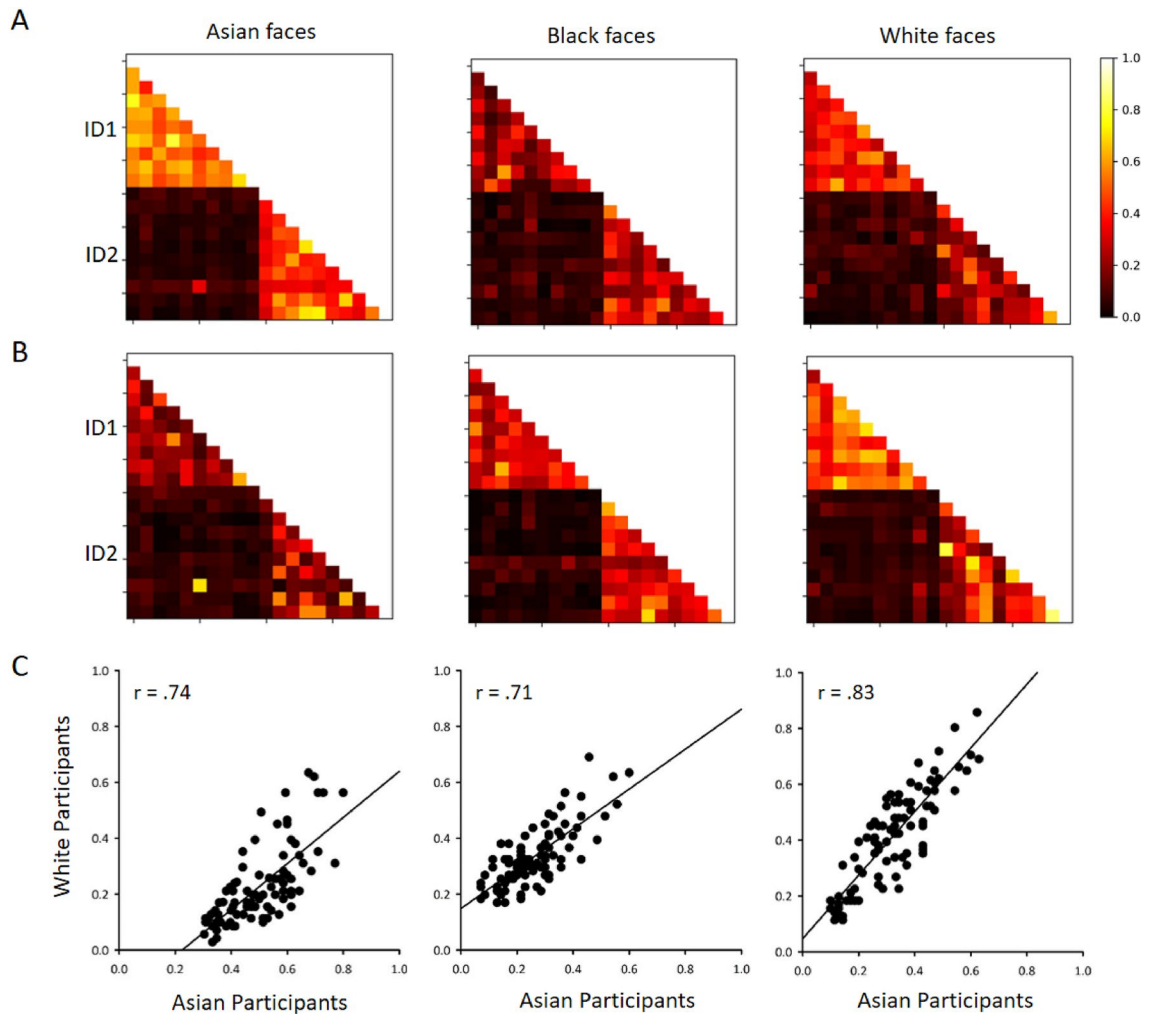 A
Asian faces
Black faces
White faces
ID1
ID2
1.0
0.8
0.6
0.4
0.2
0.0
B
ID1
ID2
C
White Participants
1.0
0.8
0.6
0.4
0.2
0.0
r = .74
0.0 0.2 0.4 0.6 0.8 1.0
Asian Participants
1.0
0.8
0.6
0.4
0.2
0.0
r = .71
0.0 0.2 0.4 0.6 0.8 1.0
Asian Participants
1.0
0.8
0.6
0.4
0.2
0.0
r = .83
0.0 0.2 0.4 0.6 0.8 1.0
Asian Participants